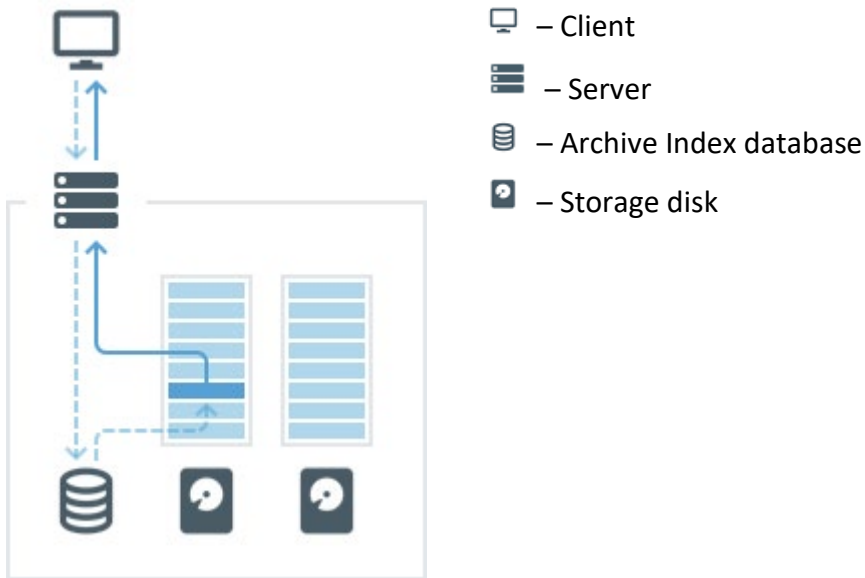 – Client
– Server
– Archive Index database
– Storage disk